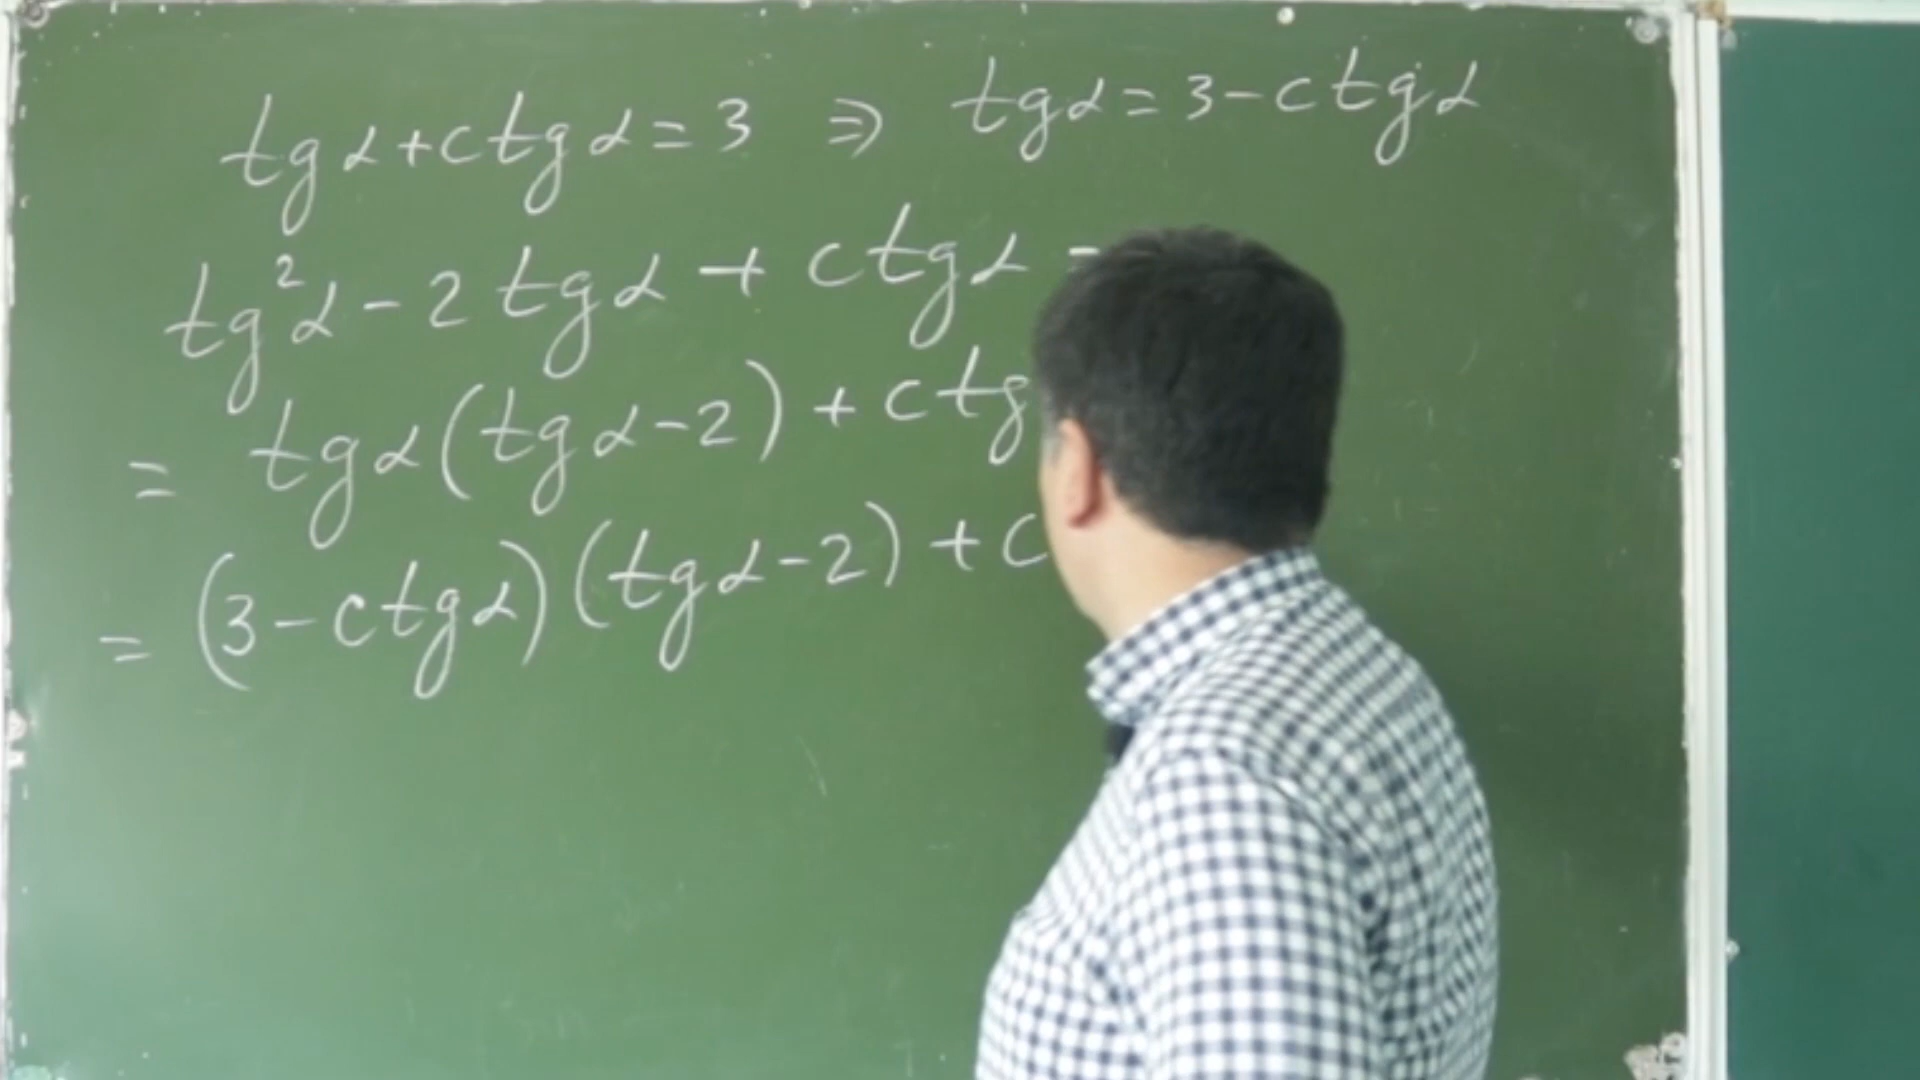 tgα+ctgα=3 ⇒ tgα=3-ctgα
tg²α-2tgα+ctgα
= tgα(tgα-2)+ctg
= (3-ctgα)(tgα-2)+c